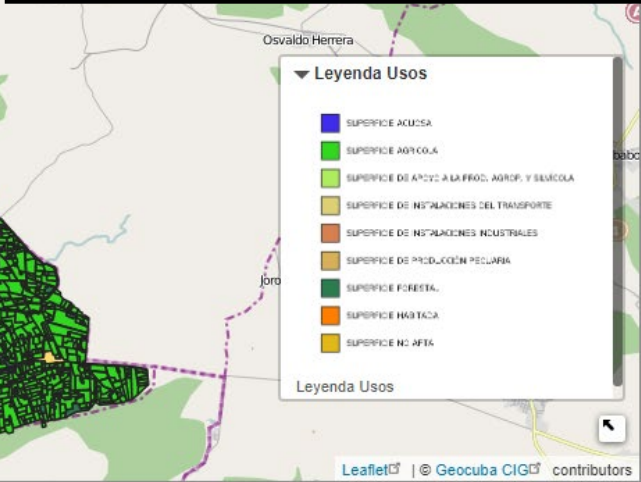 Osvaldo Herrera
Leyenda Usos
SUPERFICIE ACUOSA
SUPERFICIE AGRICOLA
SUPERFICIE DE APOYO A LA PROD. AGROP. Y SILVÍCOLA
SUPERFICIE DE INSTALACIONES DEL TRANSPORTE
SUPERFICIE DE INSTALACIONES INDUSTRIALES
SUPERFICIE DE PRODUCCIÓN PECUARIA
SUPERFICIE FORESTAL
SUPERFICIE HABITADA
SUPERFICIE NO APTA
babo
Joro
Leyenda Usos
Leaflet | © Geocuba CIG contributors